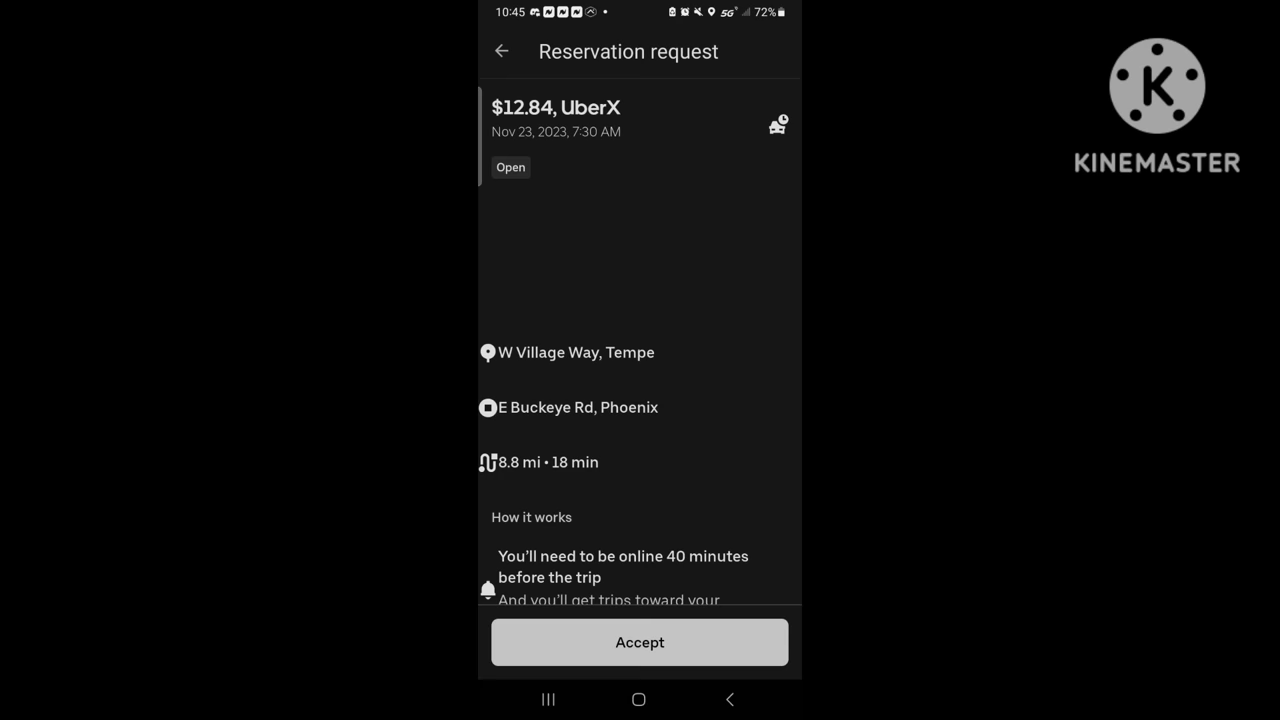 10:45
5G
72%
Reservation request
$12.84, UberX
Nov 23, 2023, 7:30 AM
Open
W Village Way, Tempe
E Buckeye Rd, Phoenix
8.8 mi • 18 min
How it works
You'll need to be online 40 minutes
before the trip
And you'll get trips toward your
Accept
K
KINEMASTER